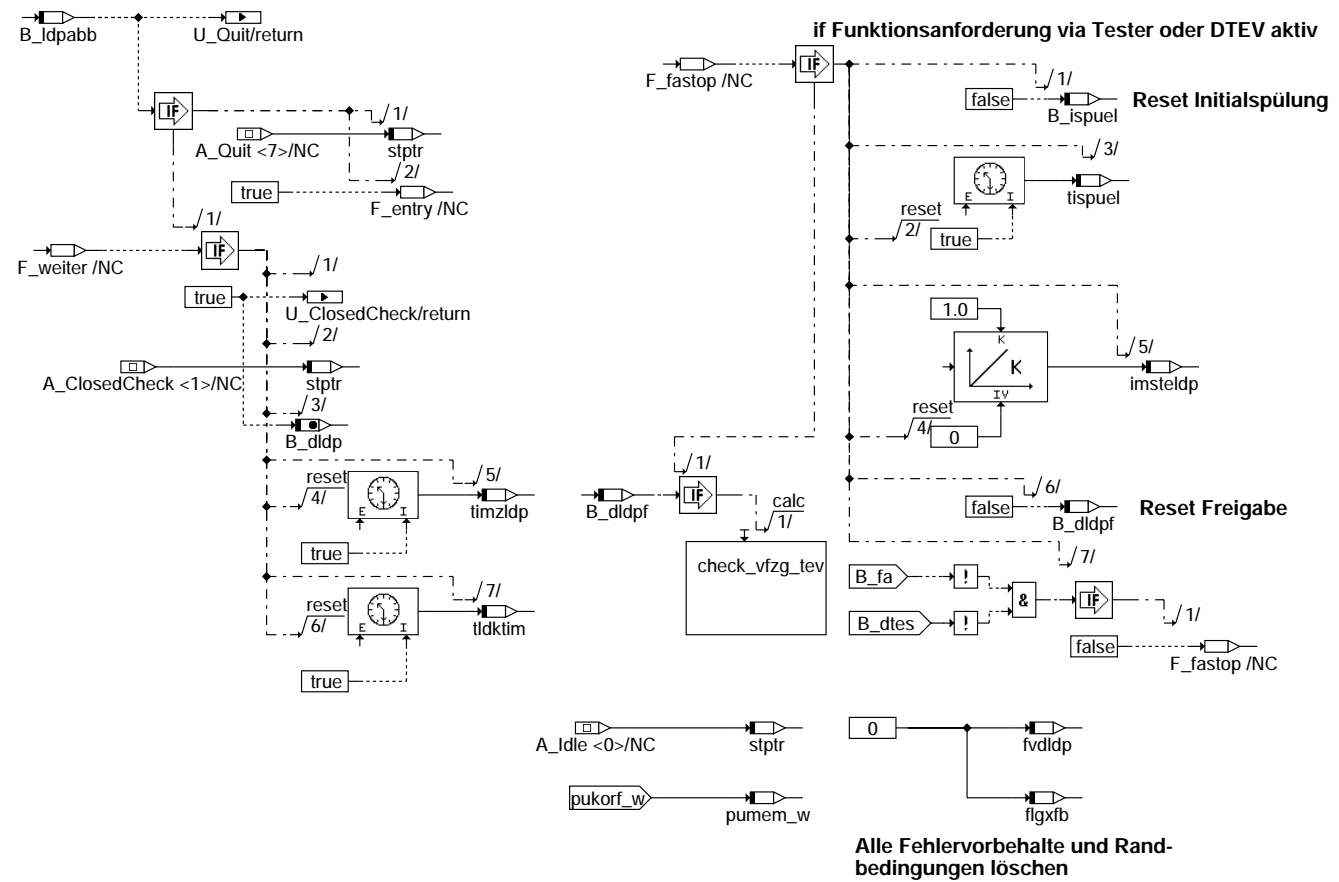 B_ldpabb
U_Quit/return
IF
1/
A_Quit <7>/NC
stptr
2/
true
F_entry /NC
1/
F_weiter /NC
IF
1/
true
U_ClosedCheck/return
2/
A_ClosedCheck <1>/NC
stptr
3/
B_dldp
5/
reset
4/
E I
timzldp
true
7/
reset
6/
E I
tldktim
true
if Funktionsanforderung via Tester oder DTEV aktiv
F_fastop /NC
IF
1/
false
B_ispuel
Reset Initialspülung
3/
E I
tispuel
reset
2/
true
1.0
K
K
IV
5/
imsteldp
reset
4/
0
1/
B_dldpf
IF
calc
1/
check_vfzg_tev
6/
false
B_dldpf
Reset Freigabe
7/
B_fa
!
&
IF
B_dtes
!
1/
false
F_fastop /NC
A_Idle <0>/NC
stptr
0
fvdldp
pukorf_w
pumem_w
flgxfb
Alle Fehlervorbehalte und Rand-
bedingungen löschen